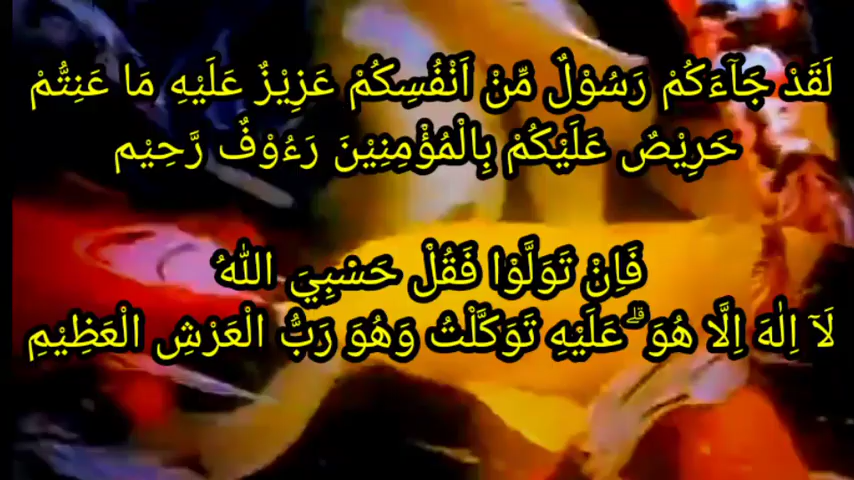 لَقَدْ جَآءَكُمْ رَسُوْلٌ مِّنْ اَنْفُسِكُمْ عَزِيْزٌ عَلَيْهِ مَا عَنِتُّمْ
حَرِيْصٌ عَلَيْكُمْ بِالْمُؤْمِنِيْنَ رَءُوْفٌ رَّحِيْم
فَاِنْ تَوَلَّوْا فَقُلْ حَسْبِيَ اللّٰهُ
لَآ اِلٰهَ اِلَّا هُوَ ۗ عَلَيْهِ تَوَكَّلْتُ وَهُوَ رَبُّ الْعَرْشِ الْعَظِيْمِ